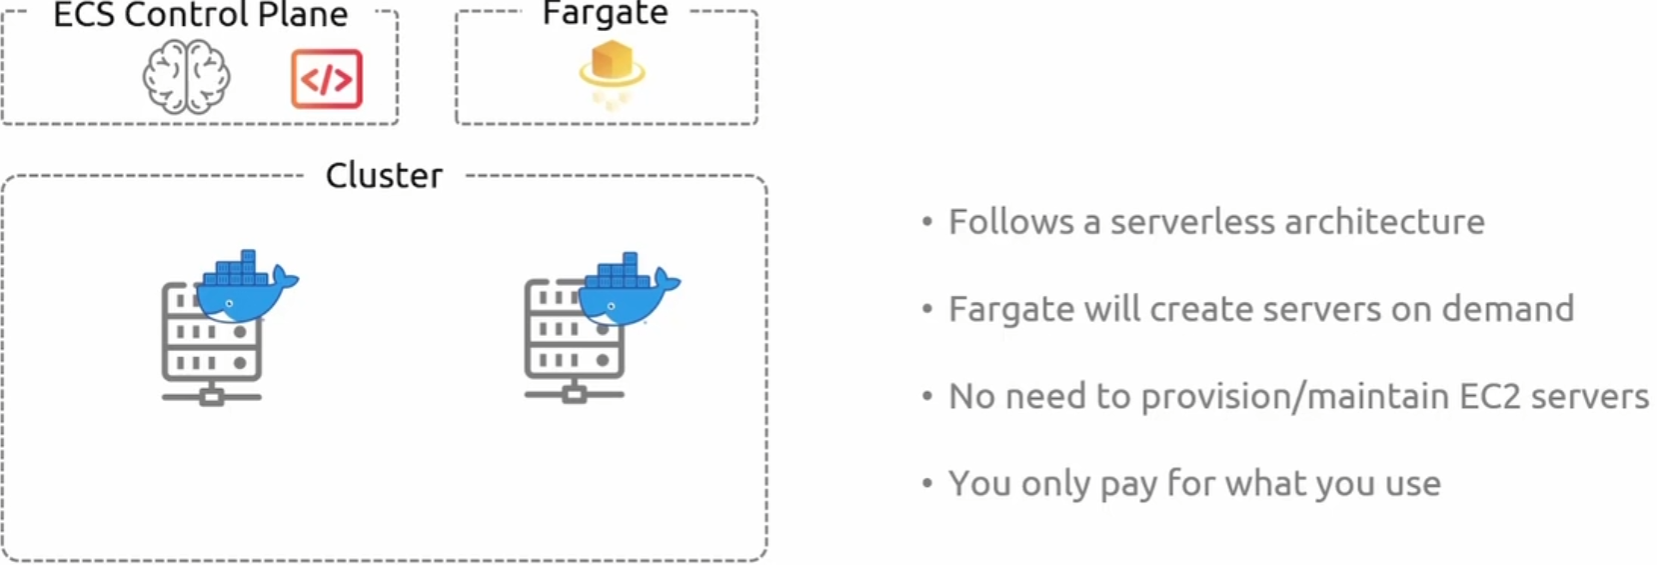 ECS Control Plane
Fargate
</>
Cluster
• Follows a serverless architecture
• Fargate will create servers on demand
• No need to provision/maintain EC2 servers
• You only pay for what you use